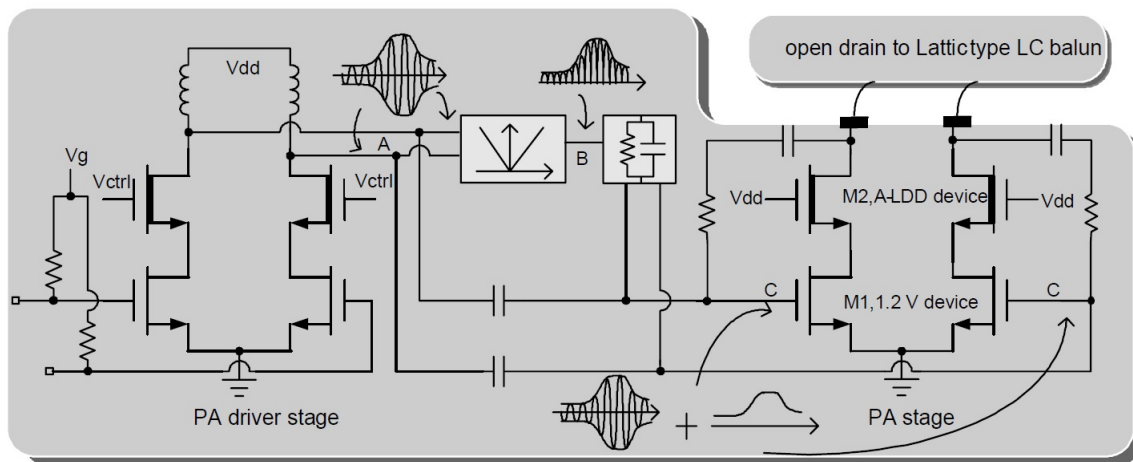 open drain to Lattictype LC balun
Vdd
A
B
Vg
Vctrl
Vctrl
Vdd
M2,A-LDD device
Vdd
C
M1,1.2 V device
C
PA driver stage
+
PA stage